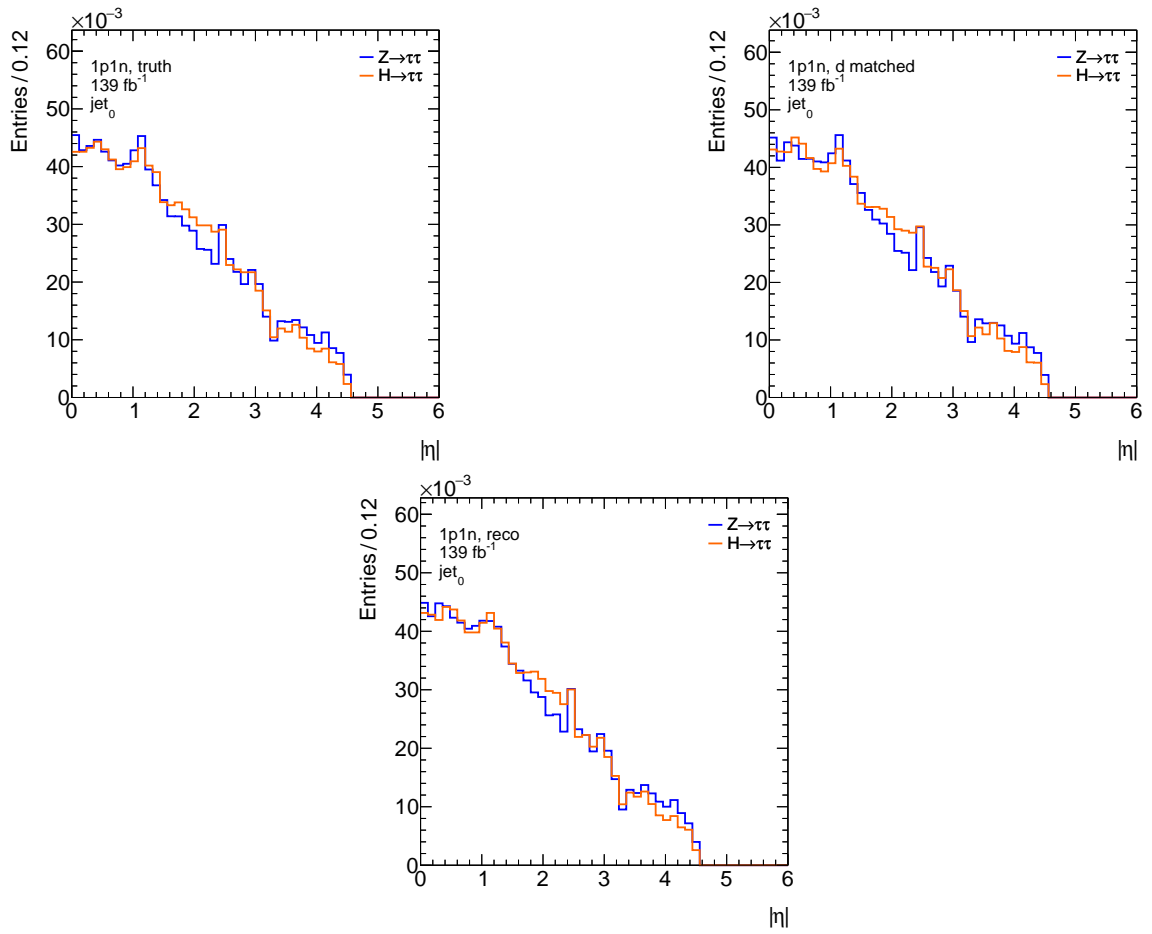 ×10⁻³
Entries / 0.12
60
50
40
30
20
10
0
1p1n, truth
139 fb⁻¹
jet₀
Z→ττ
H→ττ
0 1 2 3 4 5 6
|η|
×10⁻³
Entries / 0.12
60
50
40
30
20
10
0
1p1n, d matched
139 fb⁻¹
jet₀
Z→ττ
H→ττ
0 1 2 3 4 5 6
|η|
×10⁻³
Entries / 0.12
60
50
40
30
20
10
0
1p1n, reco
139 fb⁻¹
jet₀
Z→ττ
H→ττ
0 1 2 3 4 5 6
|η|